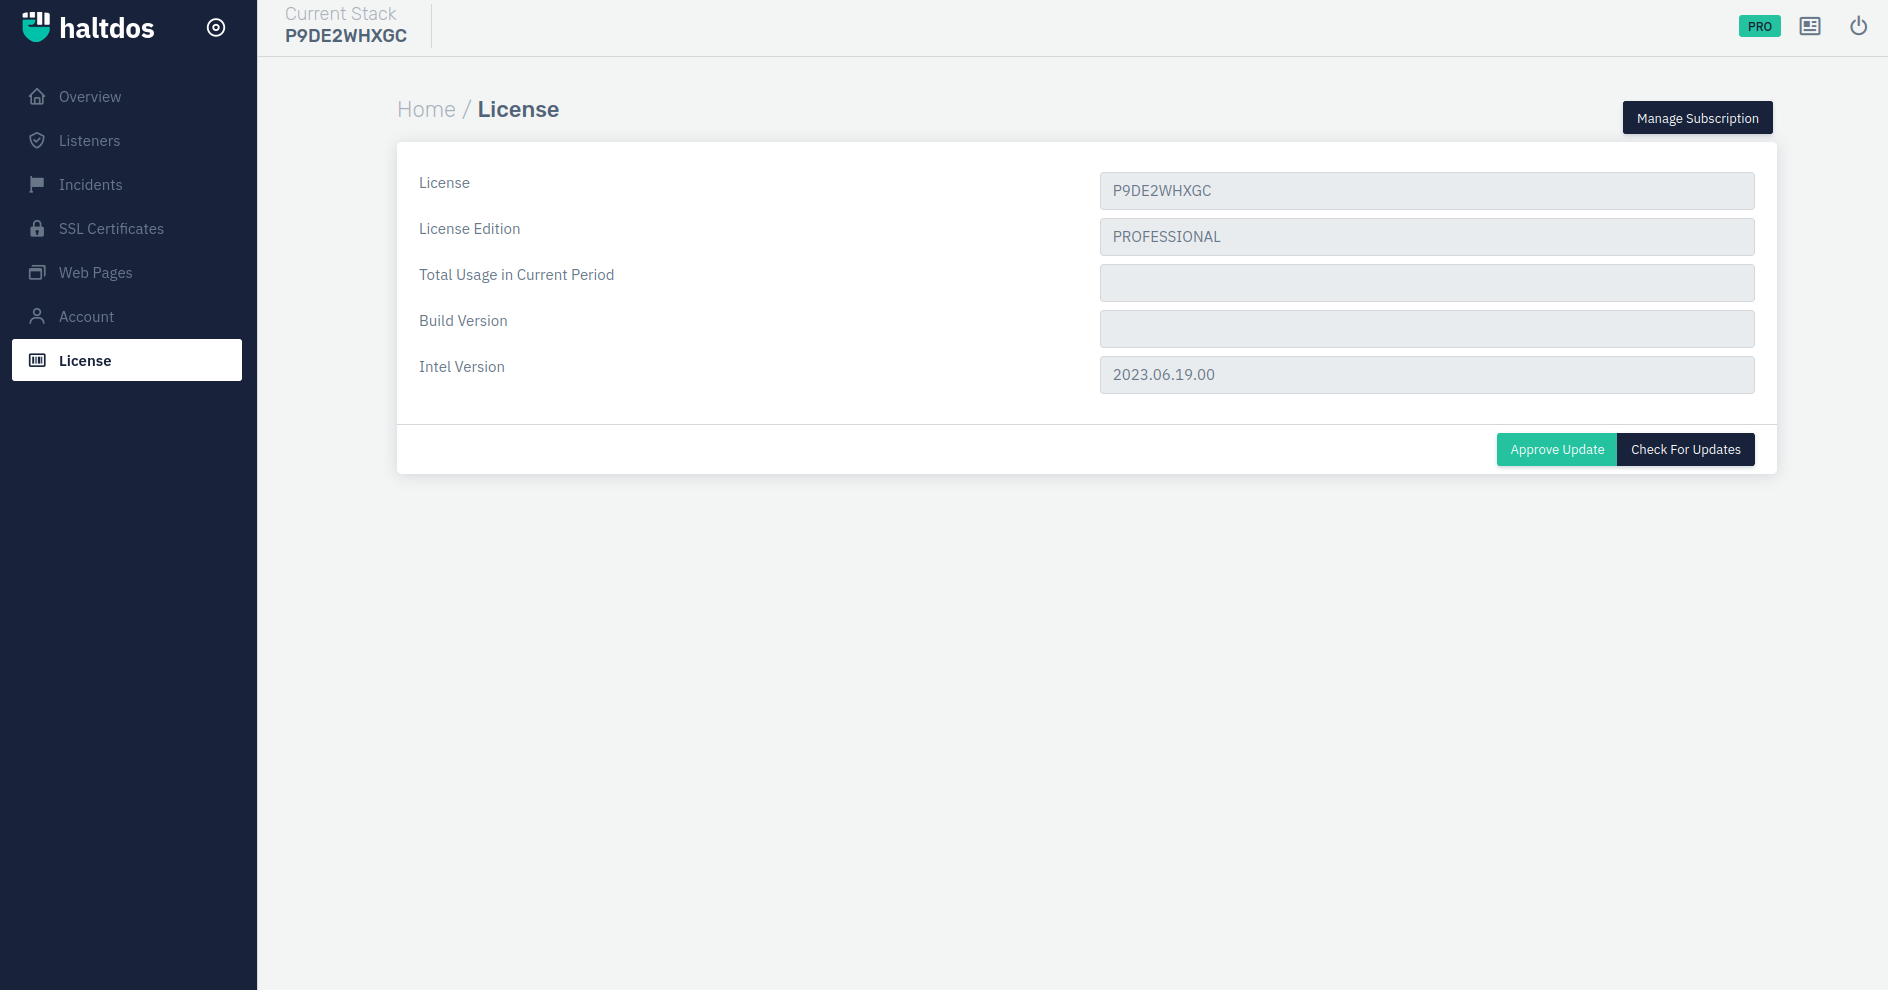 haltdos
Current Stack
P9DE2WHXGC
PRO
Overview
Listeners
Incidents
SSL Certificates
Web Pages
Account
License
Home / License
Manage Subscription
License
P9DE2WHXGC
License Edition
PROFESSIONAL
Total Usage in Current Period
Build Version
Intel Version
2023.06.19.00
Approve Update
Check For Updates